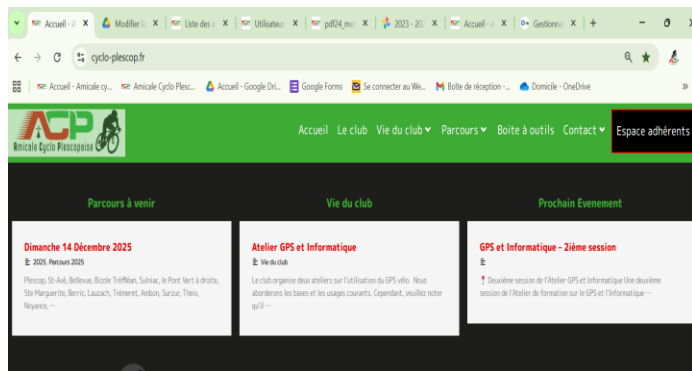 Accueil - A
Modifier l
Liste des a
Utilisateu
pdf24_me
2023 - 202
Accueil - A
Gestionna
cyclo-plescop.fr
Accueil - Amicale cy...
Amicale Cyclo Plesc...
Accueil - Google Dri...
Google Forms
Se connecter au We...
Boîte de réception -...
Domicile - OneDrive
ACP
Amicale Cyclo Plescopaise
Accueil
Le club
Vie du club
Parcours
Boite à outils
Contact
Espace adhérents
Parcours à venir
Dimanche 14 Décembre 2025
2025, Parcours 2025
Plescop, St-Avé, Bellevue, Bizole Tréffléan, Sulniac, le Pont Vert à droite,
Ste Marguerite, Berric, Lauzach, Tréneret, Ambon, Surzur, Theix,
Noyance, ···
Vie du club
Atelier GPS et Informatique
Vie du club
Le club organise deux ateliers sur l'utilisation du GPS vélo. Nous
aborderons les bases et les usages courants. Cependant, veuillez noter
qu'il ···
Prochain Evenement
GPS et Informatique – 2ième session
Deuxième session de l'Atelier GPS et Informatique Une deuxième
session de l'Atelier de formation sur le GPS et l'Informatique ···